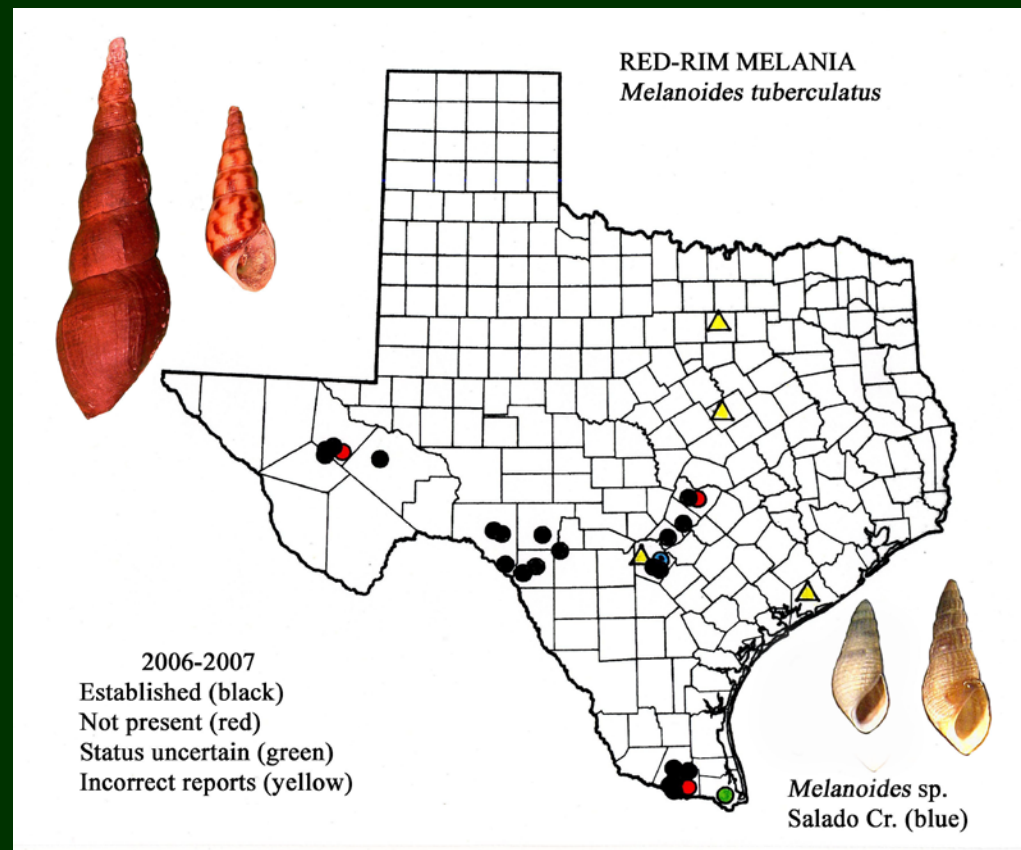 RED-RIM MELANIA
Melanoides tuberculatus
2006-2007
Established (black)
Not present (red)
Status uncertain (green)
Incorrect reports (yellow)
Melanoides sp.
Salado Cr. (blue)